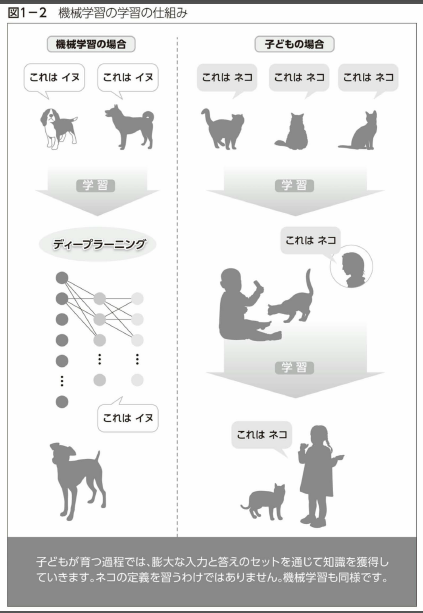 図1-2 機械学習の学習の仕組み
機械学習の場合
これは イヌ
これは イヌ
学習
ディープラーニング
これは イヌ
子どもの場合
これは ネコ
これは ネコ
これは ネコ
学習
これは ネコ
学習
これは ネコ
子どもが育つ過程では、膨大な入力と答えのセットを通じて知識を獲得し
ていきます。ネコの定義を習うわけではありません。機械学習も同様です。